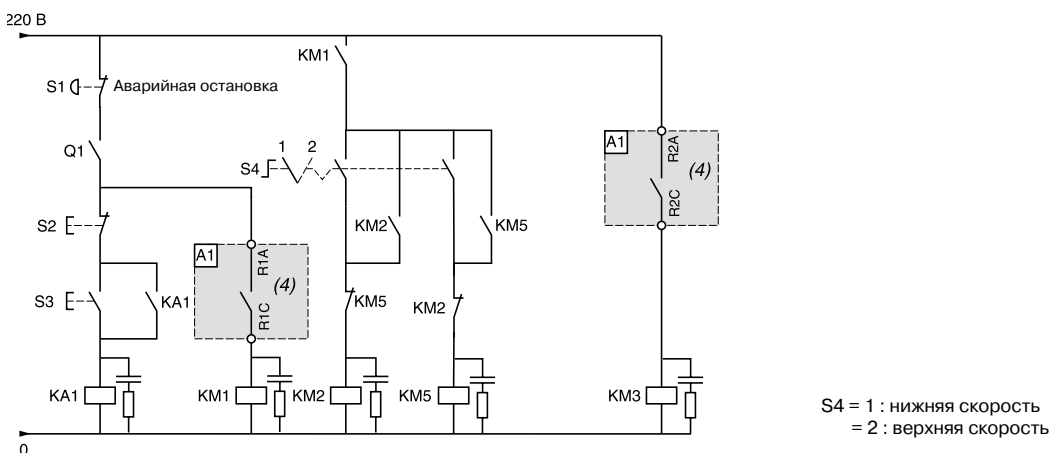 220 В
KM1
S1
Аварийная остановка
Q1
1 2
S4
A1
R2A
(4)
R2C
S2
KM2
KM5
A1
R1A
(4)
R1C
S3
KA1
KM5
KM2
KA1
KM1
KM2
KM5
KM3
S4 = 1 : нижняя скорость
= 2 : верхняя скорость
0